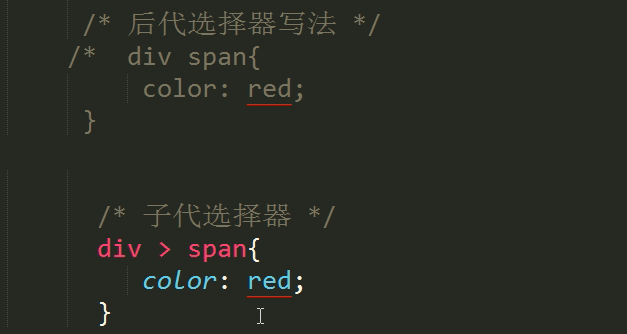 /* 后代选择器写法 */
/* div span{
color: red;
}
/* 子代选择器 */
div > span{
color: red;
}